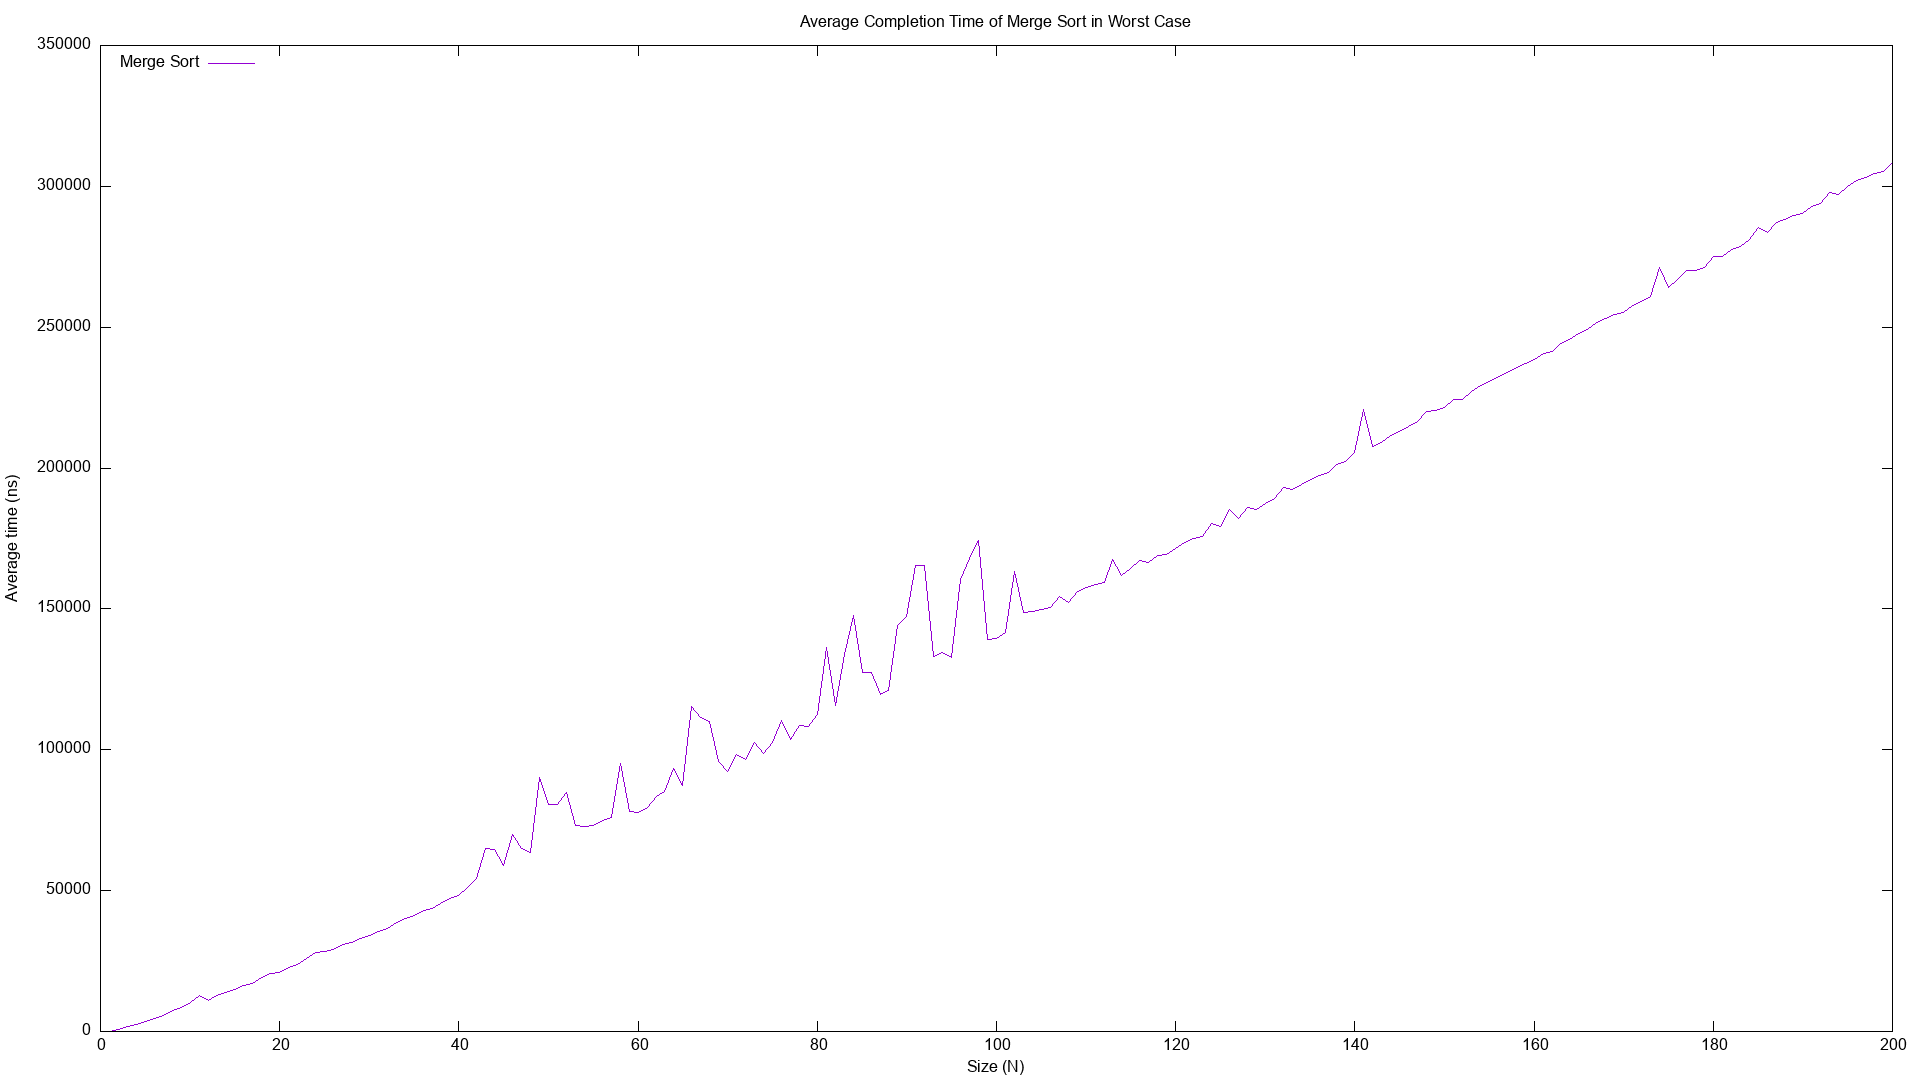 Average Completion Time of Merge Sort in Worst Case
350000
Merge Sort
300000
250000
200000
150000
100000
50000
0
Average time (ns)
0 20 40 60 80 100 120 140 160 180 200
Size (N)